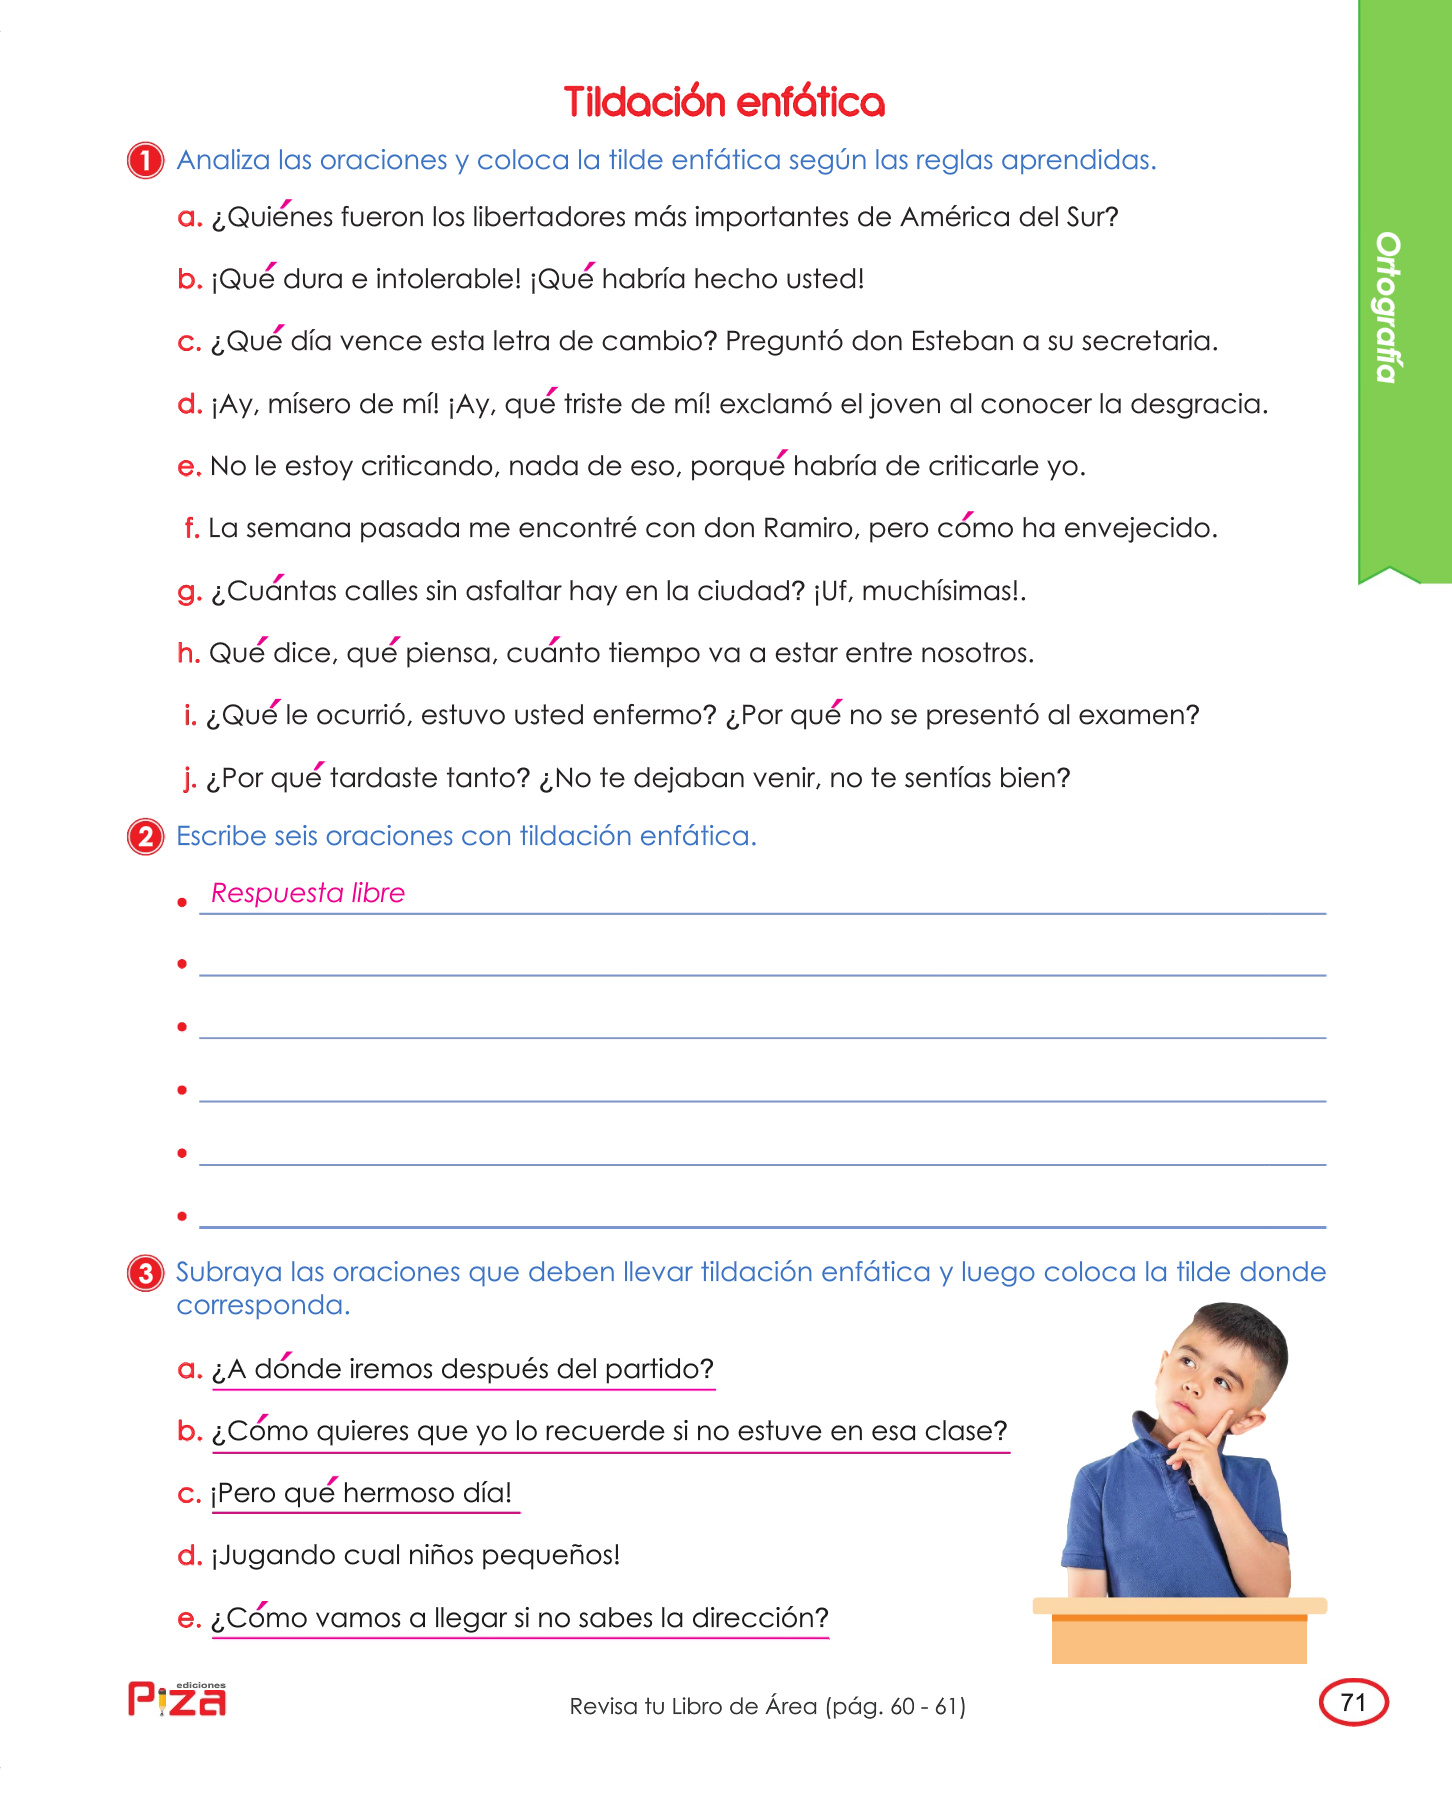 Tildación enfática
Ortografía
1 Analiza las oraciones y coloca la tilde enfática según las reglas aprendidas.
a. ¿Quiénes fueron los libertadores más importantes de América del Sur?
b. ¡Qué dura e intolerable! ¡Qué habría hecho usted!
c. ¿Qué día vence esta letra de cambio? Preguntó don Esteban a su secretaria.
d. ¡Ay, mísero de mí! ¡Ay, qué triste de mí! exclamó el joven al conocer la desgracia.
e. No le estoy criticando, nada de eso, porqué habría de criticarle yo.
f. La semana pasada me encontré con don Ramiro, pero cómo ha envejecido.
g. ¿Cuántas calles sin asfaltar hay en la ciudad? ¡Uf, muchísimas!.
h. Qué dice, qué piensa, cuánto tiempo va a estar entre nosotros.
i. ¿Qué le ocurrió, estuvo usted enfermo? ¿Por qué no se presentó al examen?
j. ¿Por qué tardaste tanto? ¿No te dejaban venir, no te sentías bien?
2 Escribe seis oraciones con tildación enfática.
• Respuesta libre
•
•
•
•
•
3 Subraya las oraciones que deben llevar tildación enfática y luego coloca la tilde donde
corresponda.
a. ¿A dónde iremos después del partido?
b. ¿Cómo quieres que yo lo recuerde si no estuve en esa clase?
c. ¡Pero qué hermoso día!
d. ¡Jugando cual niños pequeños!
e. ¿Cómo vamos a llegar si no sabes la dirección?
ediciones
Piza
Revisa tu Libro de Área (pág. 60 - 61)
71